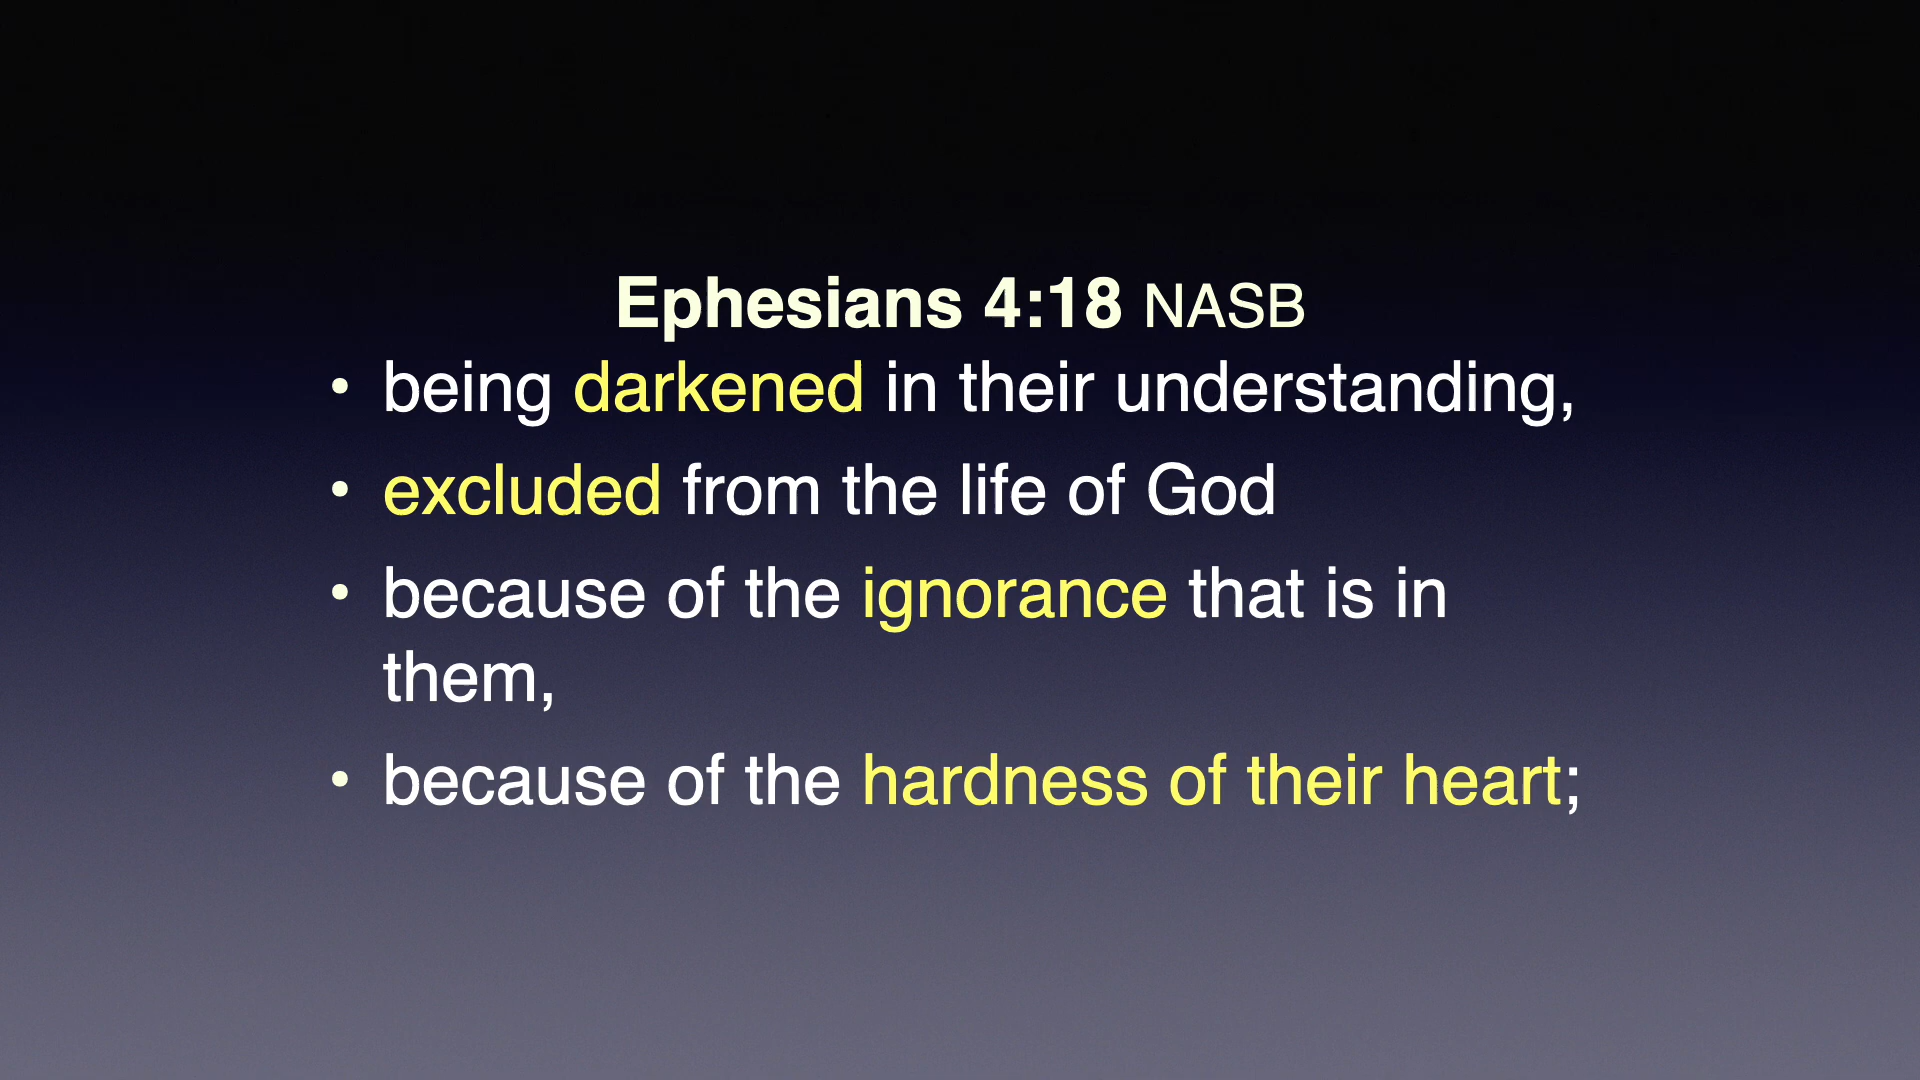 Ephesians 4:18 NASB
• being darkened in their understanding,
• excluded from the life of God
• because of the ignorance that is in
them,
• because of the hardness of their heart;